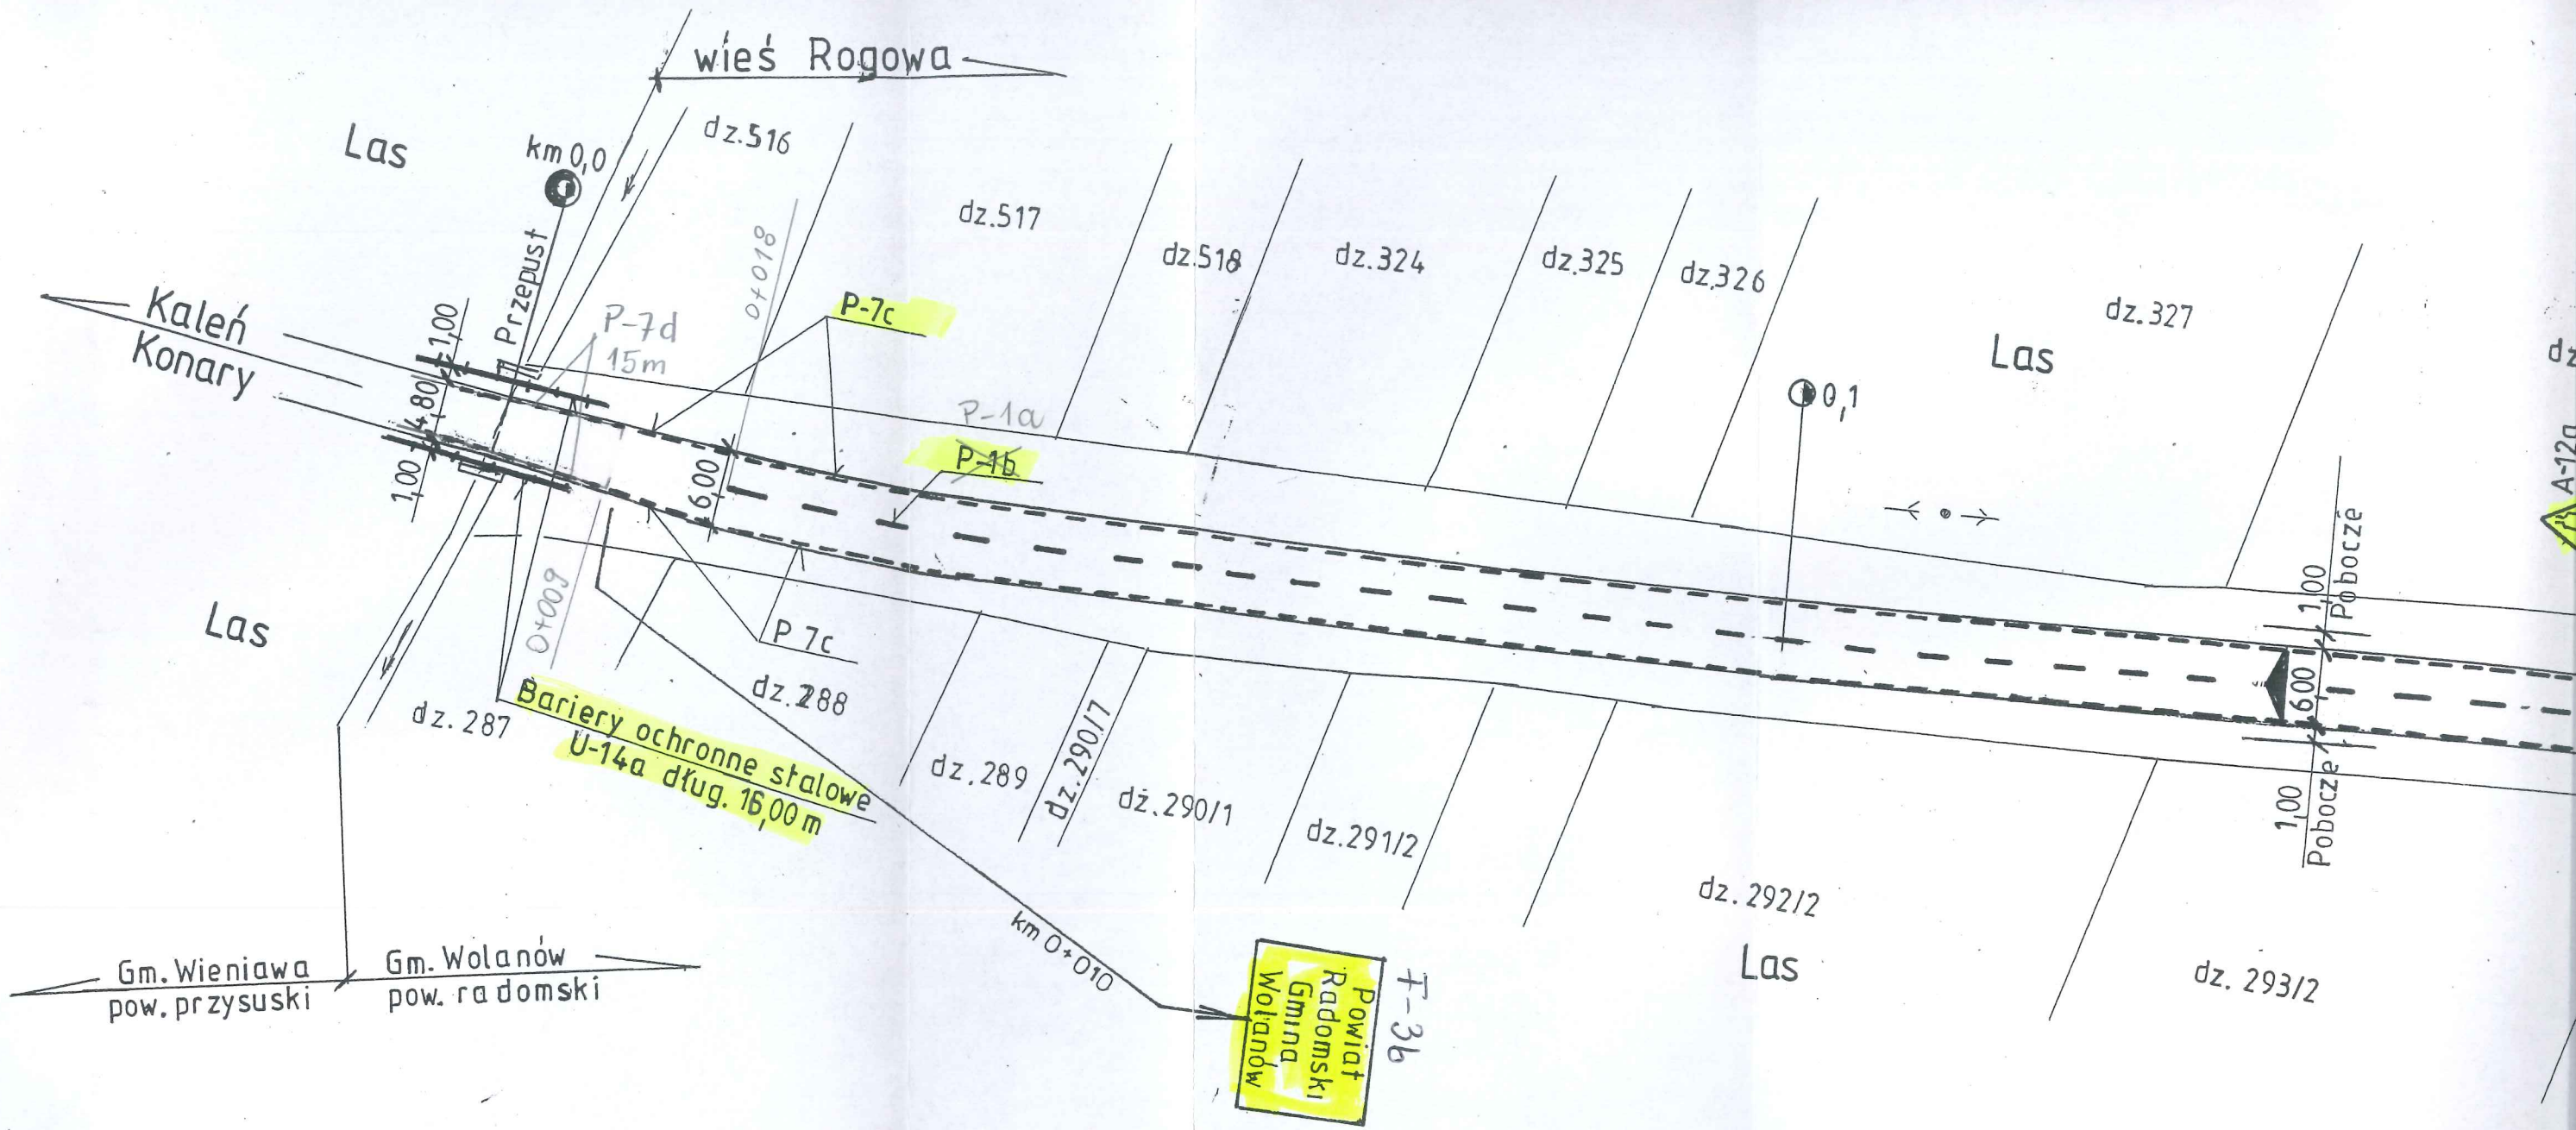 wieś Rogowa
Las
km 0,0
dz.516
dz.517
dz.518
dz.324
dz.325
dz.326
dz.327
Las
Przepust
0+018
P-7c
P-7d
15m
Kaleń
Konary
1,00
4,80
1,00
6,00
P-1a
P-1b
0,1
A-12a
1,00
Pobocze
6,00
1,00
Pobocze
Las
0+009
P 7c
dz. 287
dz.288
dz.289
dz.290/7
dż.290/1
dz.291/2
dz.292/2
Las
dz. 293/2
Bariery ochronne stalowe
U-14a dług. 16,00 m
km 0+010
Powiat
Radomski
Gmina
Wolanów
F-3b
Gm. Wieniawa
pow. przysuski
Gm. Wolanów
pow. radomski